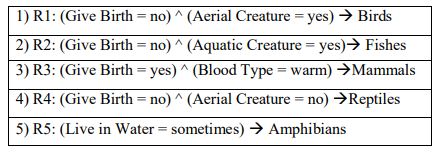 1) R1: (Give Birth = no) ^ (Aerial Creature = yes) → Birds
2) R2: (Give Birth = no) ^ (Aquatic Creature = yes)→ Fishes
3) R3: (Give Birth = yes) ^ (Blood Type = warm) →Mammals
4) R4: (Give Birth = no) ^ (Aerial Creature = no) →Reptiles
5) R5: (Live in Water = sometimes) → Amphibians